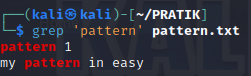 ┌──(kali㉿kali)-[~/PRATIK]
└─$ grep 'pattern' pattern.txt
pattern 1
my pattern in easy